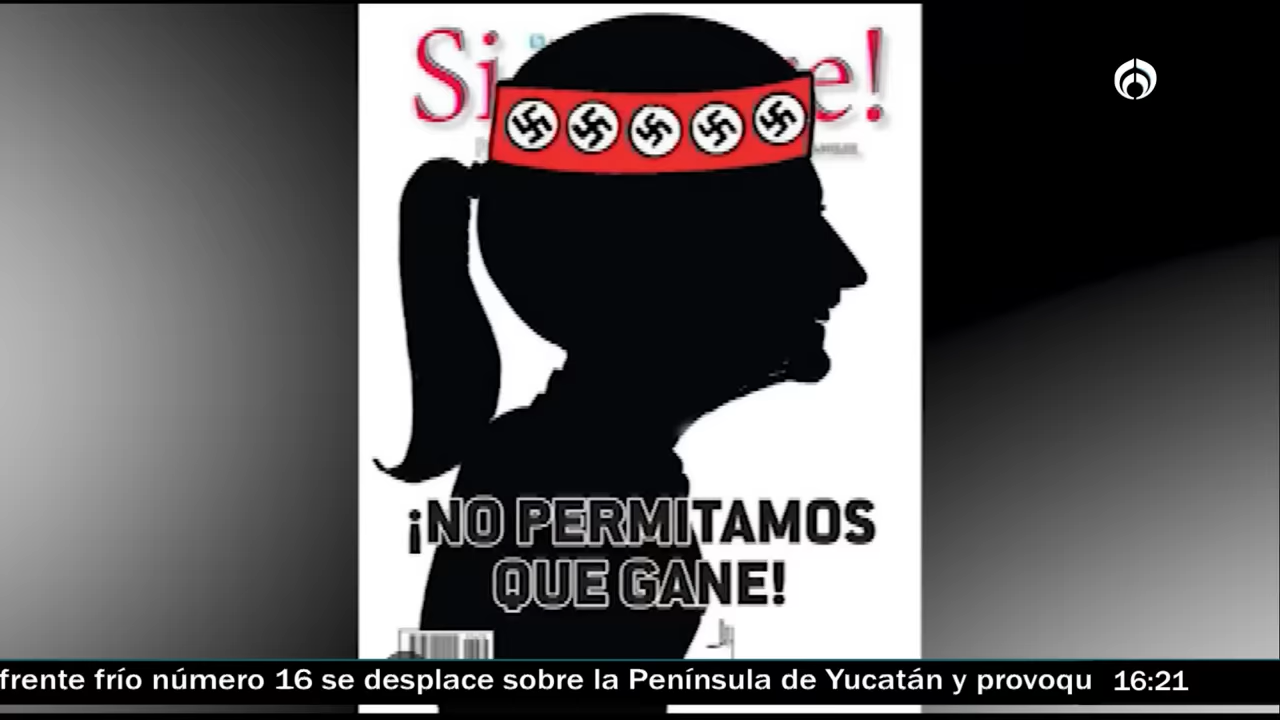 ¡NO PERMITAMOS
QUE GANE!
frente frío número 16 se desplace sobre la Península de Yucatán y provoqu 16:21